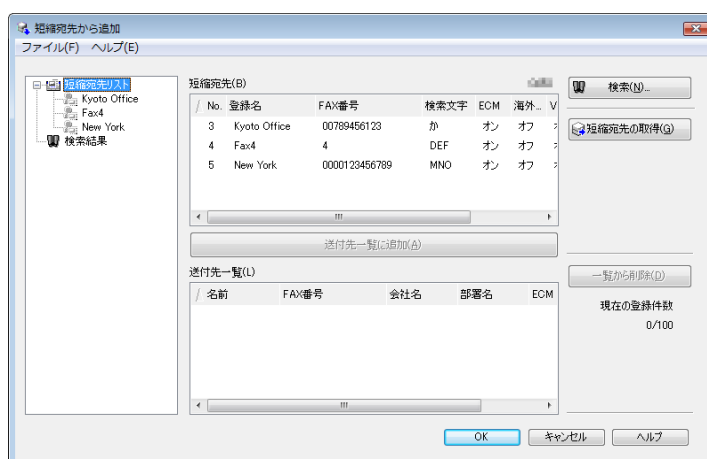 短縮宛先から追加
ファイル(F) ヘルプ(E)
短縮宛先リスト
Kyoto Office
Fax4
New York
検索結果
短縮宛先(B)
/ No. 登録名 FAX番号 検索文字 ECM 海外... V
3 Kyoto Office 00789456123 か オン オフ
4 Fax4 4 DEF オン オフ
5 New York 0000123456789 MNO オン オフ
送付先一覧に追加(A)
送付先一覧(L)
/ 名前 FAX番号 会社名 部署名 ECM
検索(N)...
短縮宛先の取得(G)
一覧から削除(D)
現在の登録件数
0/100
OK キャンセル ヘルプ